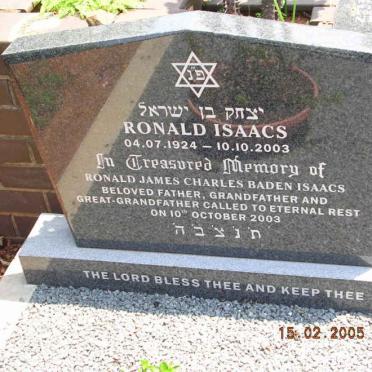 פ״נ
יצחק בן ישראל
RONALD ISAACS
04.07.1924 – 10.10.2003
In Treasured Memory of
RONALD JAMES CHARLES BADEN ISAACS
BELOVED FATHER, GRANDFATHER AND
GREAT-GRANDFATHER CALLED TO ETERNAL REST
ON 10TH OCTOBER 2003
ת׳נ׳צ׳ב׳ה
THE LORD BLESS THEE AND KEEP THEE
15.02.2005